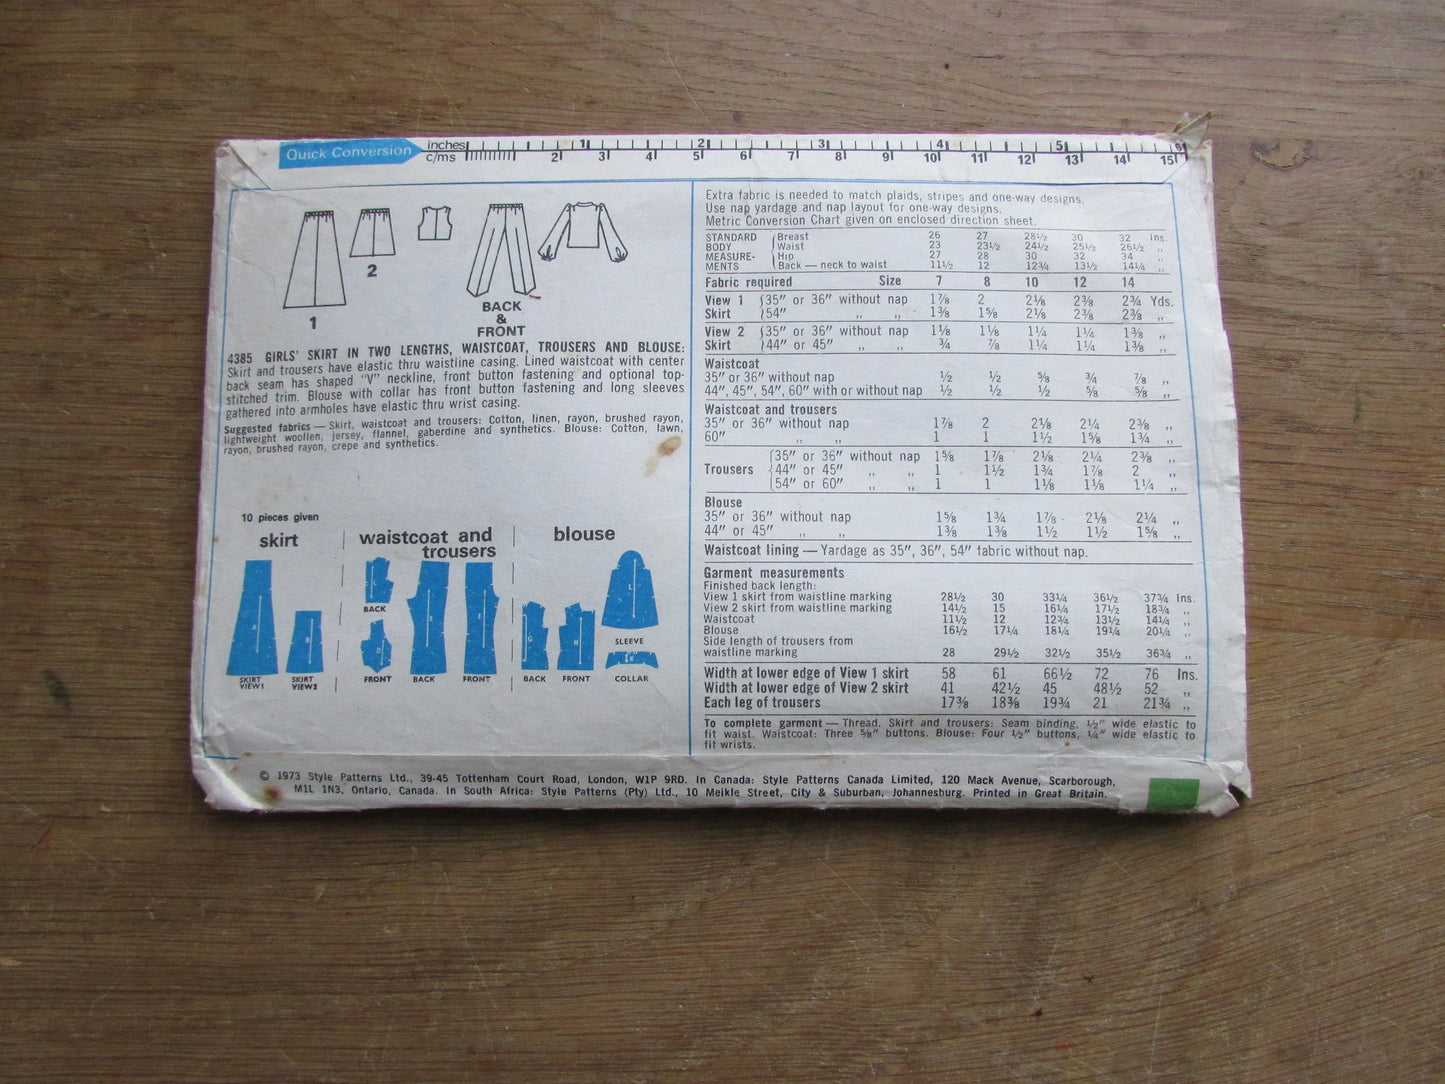 Quick Conversion
inches 1 2 3 4 5 6
c/ms 2 3 4 5 6 7 8 9 10 11 12 13 14 15
1
2
BACK
&
FRONT
4385 GIRLS' SKIRT IN TWO LENGTHS, WAISTCOAT, TROUSERS AND BLOUSE:
Skirt and trousers have elastic thru waistline casing. Lined waistcoat with center
back seam has shaped "V" neckline, front button fastening and optional top-
stitched trim. Blouse with collar has front button fastening and long sleeves
gathered into armholes have elastic thru wrist casing.
Suggested fabrics — Skirt, waistcoat and trousers: Cotton, linen, rayon, brushed rayon,
lightweight woollen, jersey, flannel, gaberdine and synthetics. Blouse: Cotton, lawn,
rayon, brushed rayon, crepe and synthetics.
10 pieces given
skirt
waistcoat and
trousers
blouse
A
SKIRT
VIEW1
B
SKIRT
VIEW2
C
BACK
D
FRONT
E
BACK
F
FRONT
G
BACK
H
FRONT
L
SLEEVE
K
COLLAR
Extra fabric is needed to match plaids, stripes and one-way designs.
Use nap yardage and nap layout for one-way designs.
Metric Conversion Chart given on enclosed direction sheet.
STANDARD Breast 26 27 28½ 30 32 Ins.
BODY Waist 23 23½ 24½ 25½ 26½ ,,
MEASURE- Hip 27 28 30 32 34 ,,
MENTS Back — neck to waist 11½ 12 12¾ 13½ 14¼ ,,
Fabric required Size 7 8 10 12 14
View 1 35" or 36" without nap 1⅞ 2 2⅛ 2⅜ 2¾ Yds.
Skirt 54" ,, ,, 1⅜ 1⅝ 2⅛ 2⅜ 2⅜ ,,
View 2 35" or 36" without nap 1⅛ 1⅛ 1¼ 1¼ 1⅜ ,,
Skirt 44" or 45" ,, ,, ¾ ⅞ 1¼ 1¼ 1⅜ ,,
Waistcoat
35" or 36" without nap ½ ½ ⅝ ¾ ⅞ ,,
44", 45", 54", 60" with or without nap ½ ½ ½ ⅝ ⅝ ,,
Waistcoat and trousers
35" or 36" without nap 1⅞ 2 2⅛ 2¼ 2⅜ ,,
60" ,, ,, 1 1 1½ 1⅝ 1¾ ,,
35" or 36" without nap 1⅝ 1⅞ 2⅛ 2¼ 2⅜ ,,
Trousers 44" or 45" ,, ,, 1 1½ 1¾ 1⅞ 2 ,,
54" or 60" ,, ,, 1 1 1⅛ 1⅛ 1¼ ,,
Blouse
35" or 36" without nap 1⅝ 1¾ 1⅞ 2⅛ 2¼ ,,
44" or 45" ,, ,, 1⅜ 1⅜ 1½ 1½ 1⅝ ,,
Waistcoat lining — Yardage as 35", 36", 54" fabric without nap.
Garment measurements
Finished back length:
View 1 skirt from waistline marking 28½ 30 33¼ 36½ 37¾ Ins.
View 2 skirt from waistline marking 14½ 15 16¼ 17½ 18¾ ,,
Waistcoat 11½ 12 12¾ 13½ 14¼ ,,
Blouse 16½ 17¼ 18¼ 19¼ 20¼ ,,
Side length of trousers from
waistline marking 28 29½ 32½ 35½ 36¾ ,,
Width at lower edge of View 1 skirt 58 61 66½ 72 76 Ins.
Width at lower edge of View 2 skirt 41 42½ 45 48½ 52 ,,
Each leg of trousers 17⅜ 18⅜ 19¾ 21 21¾ ,,
To complete garment — Thread. Skirt and trousers: Seam binding, ½" wide elastic to
fit waist. Waistcoat: Three ⅝" buttons. Blouse: Four ½" buttons, ¼" wide elastic to
fit wrists.
© 1973 Style Patterns Ltd., 39-45 Tottenham Court Road, London, W1P 9RD. In Canada: Style Patterns Canada Limited, 120 Mack Avenue, Scarborough,
M1L 1N3, Ontario, Canada. In South Africa: Style Patterns (Pty) Ltd., 10 Meikle Street, City & Suburban, Johannesburg. Printed in Great Britain.